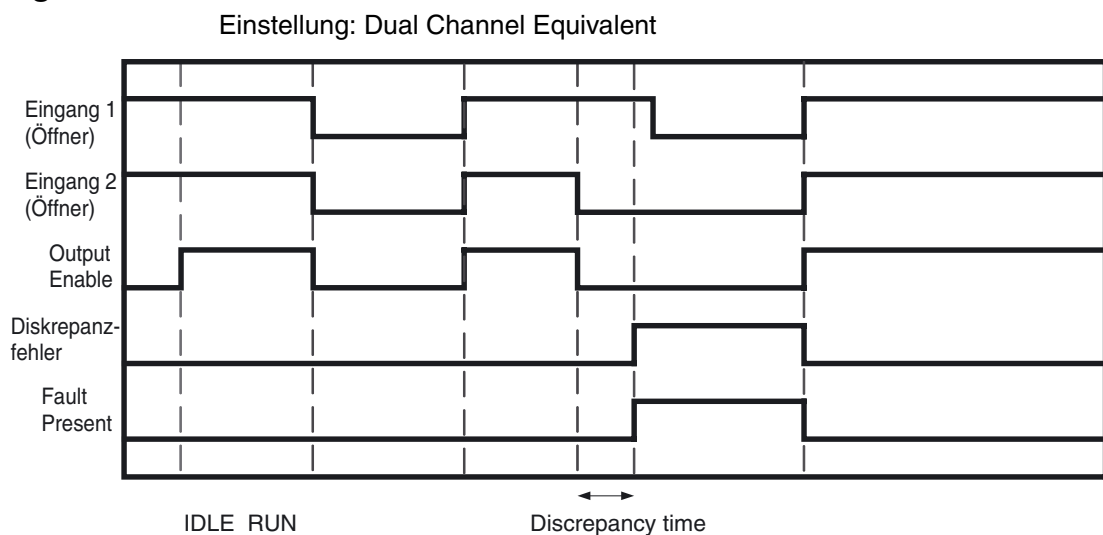 Einstellung: Dual Channel Equivalent
Eingang 1
(Öffner)
Eingang 2
(Öffner)
Output
Enable
Diskrepanz-
fehler
Fault
Present
IDLE RUN
Discrepancy time